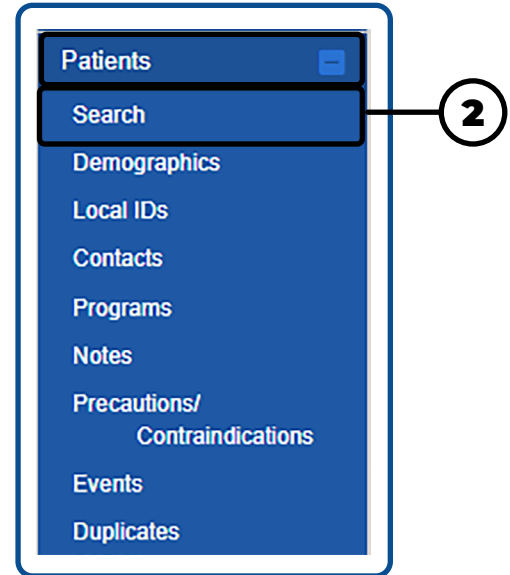 Patients
Search
2
Demographics
Local IDs
Contacts
Programs
Notes
Precautions/
Contraindications
Events
Duplicates